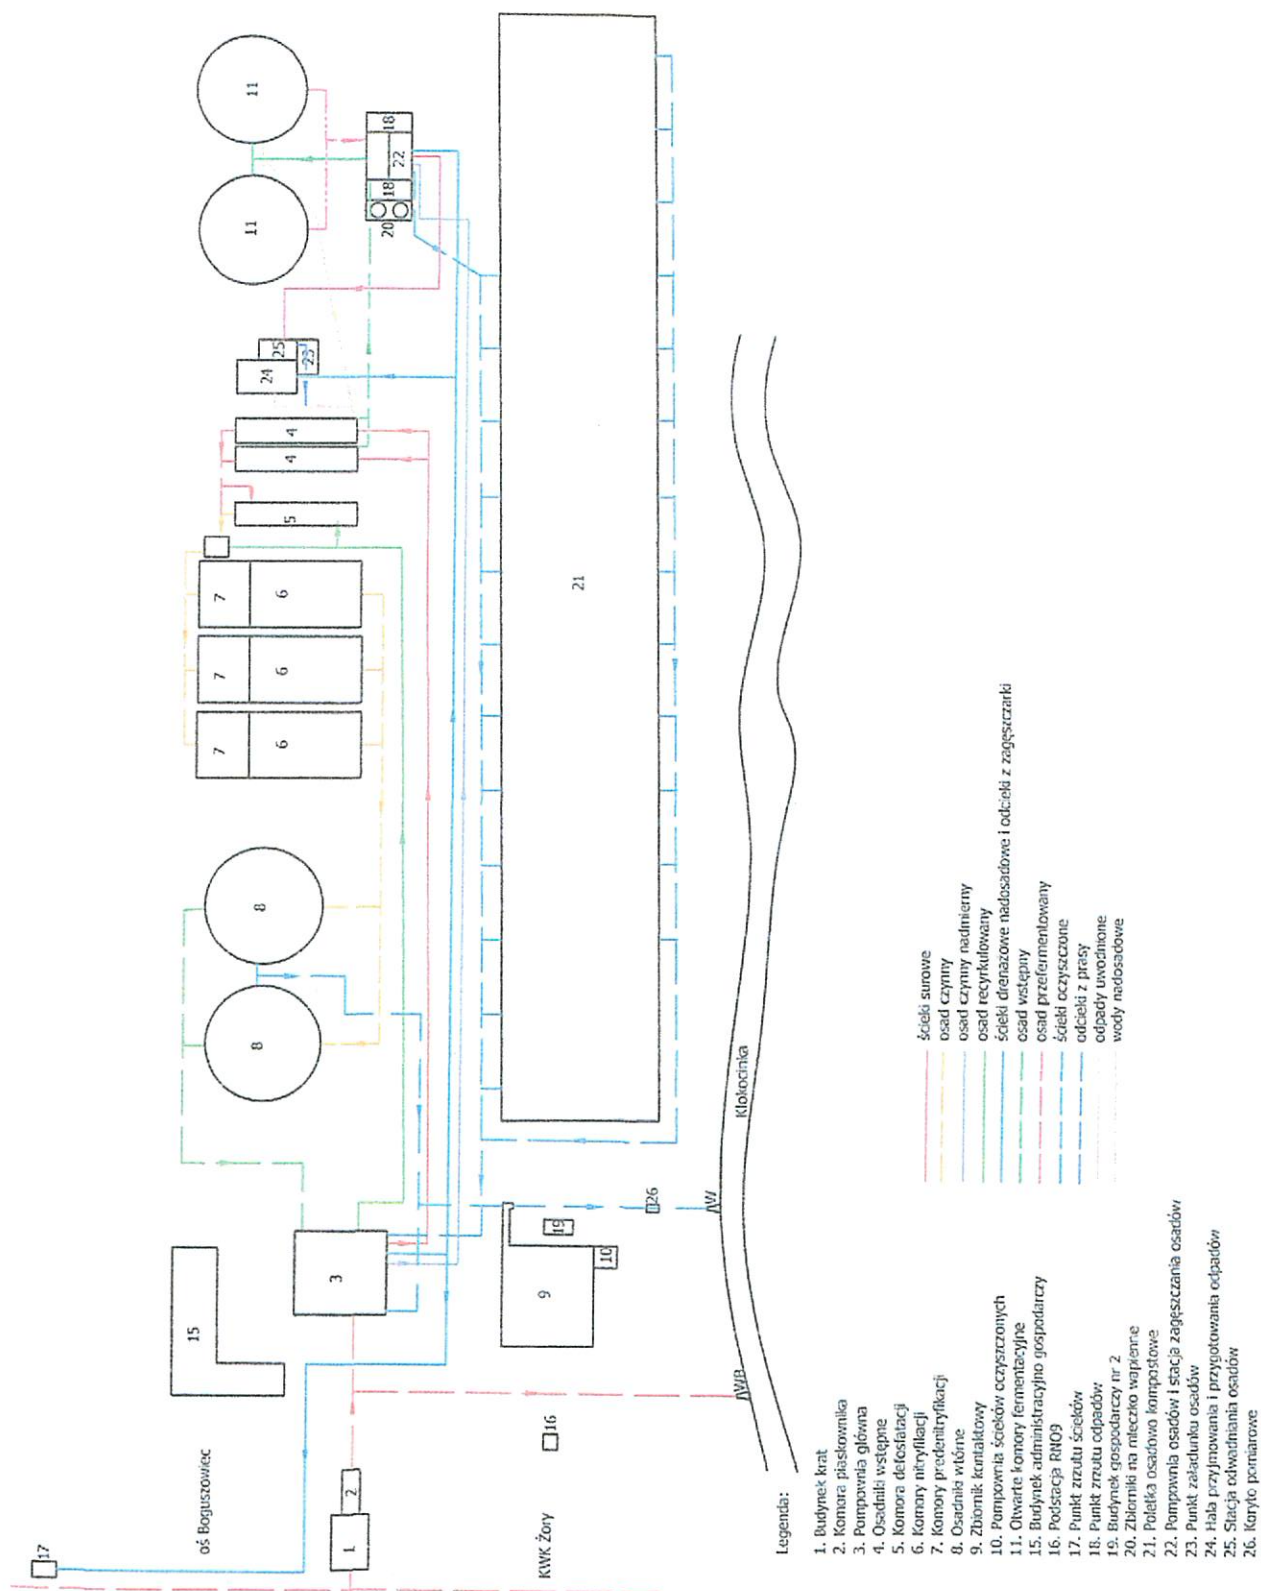 11
11
18
22
18
20
25
23
24
4
4
5
7
6
7
6
7
6
21
8
8
3
15
9
19
10
26
W
WB
Klokocinka
1
2
16
17
oś Boguszowiec
KWK Żory
Legenda:
1. Budynek krat
2. Komora piaskownika
3. Pompownia główna
4. Osadniki wstępne
5. Komora defosfatacji
6. Komory nitryfikacji
7. Komory predenitryfikacji
8. Osadniki wtórne
9. Zbiornik kontaktowy
10. Pompownia ścieków oczyszczonych
11. Otwarte komory fermentacyjne
15. Budynek administracyjno gospodarczy
16. Podstacja RNO9
17. Punkt zrzutu ścieków
18. Punkt zrzutu odpadów
19. Budynek gospodarczy nr 2
20. Zbiorniki na mleczko wapienne
21. Poletka osadowo kompostowe
22. Pompownia osadów i stacja zagęszczania osadów
23. Punkt załadunku osadów
24. Hala przyjmowania i przygotowania odpadów
25. Stacja odwadniania osadów
26. Koryto pomiarowe
ścieki surowe
osad czynny
osad czynny nadmierny
osad recyrkulowany
ścieki drenażowe nadosadowe i odcieki z zagęszczarki
osad wstępny
osad przefermentowany
ścieki oczyszczone
odcieki z prasy
odpady uwodnione
wody nadosadowe